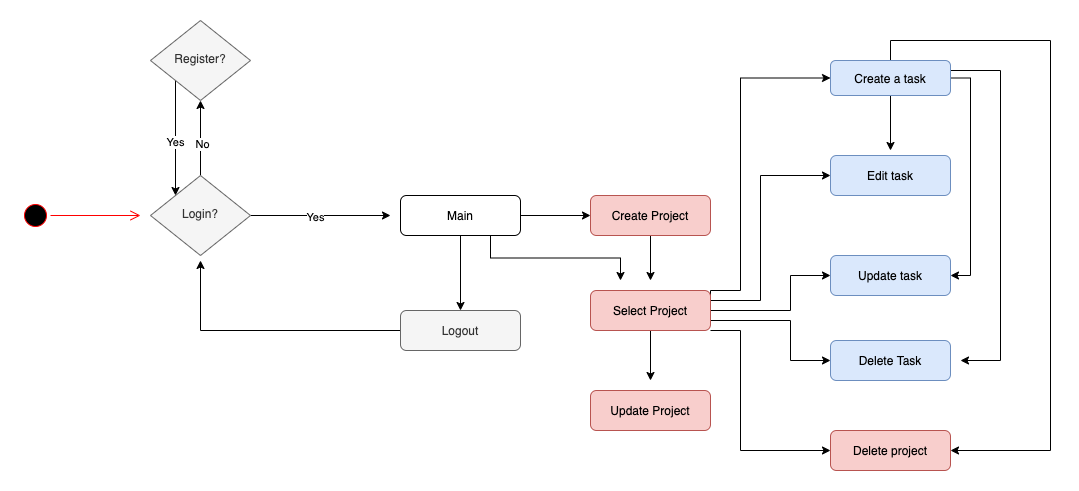 Register?
Create a task
Yes
No
Edit task
Login?
Yes
Main
Create Project
Update task
Select Project
Logout
Delete Task
Update Project
Delete project